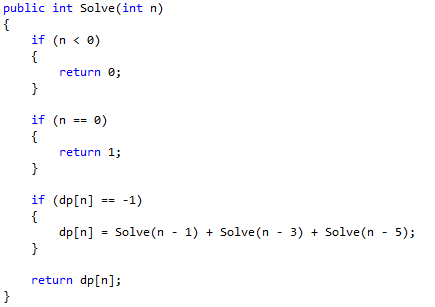 public int Solve(int n)
{
    if (n < 0)
    {
        return 0;
    }

    if (n == 0)
    {
        return 1;
    }

    if (dp[n] == -1)
    {
        dp[n] = Solve(n - 1) + Solve(n - 3) + Solve(n - 5);
    }

    return dp[n];
}